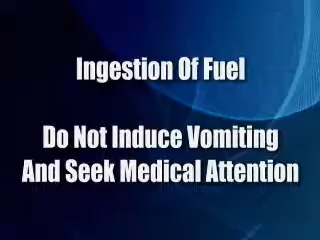 Ingestion Of Fuel
Do Not Induce Vomiting
And Seek Medical Attention